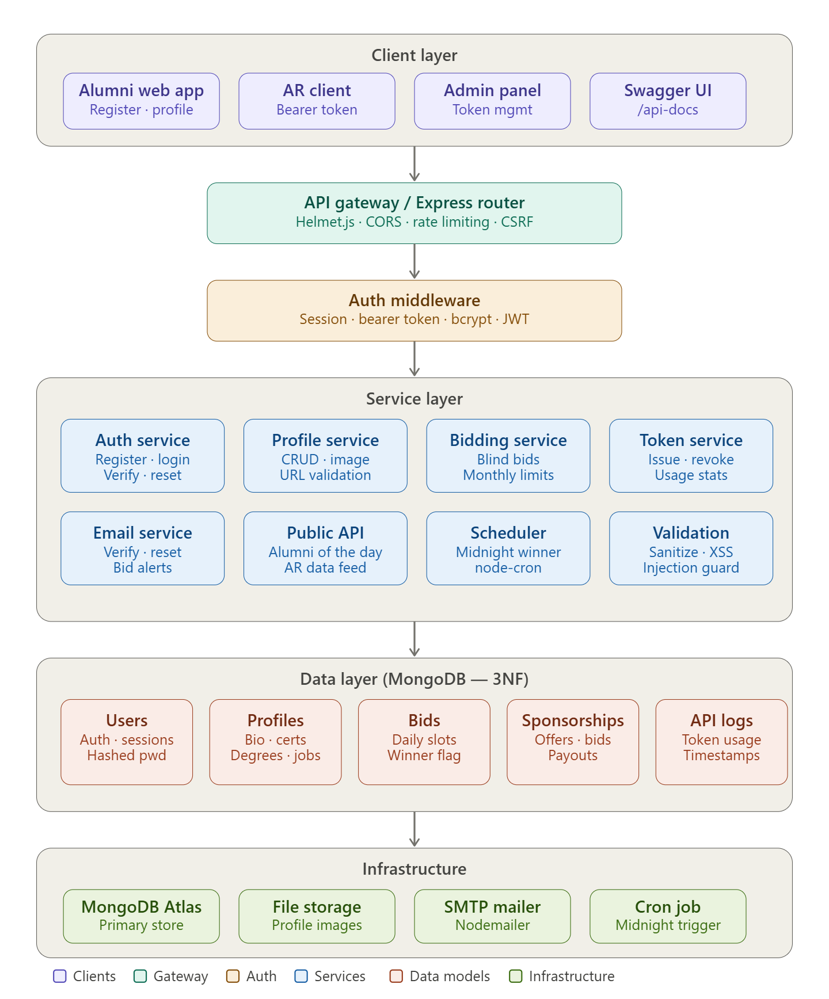 Client layer
Alumni web app
Register · profile
AR client
Bearer token
Admin panel
Token mgmt
Swagger UI
/api-docs
API gateway / Express router
Helmet.js · CORS · rate limiting · CSRF
Auth middleware
Session · bearer token · bcrypt · JWT
Service layer
Auth service
Register · login
Verify · reset
Profile service
CRUD · image
URL validation
Bidding service
Blind bids
Monthly limits
Token service
Issue · revoke
Usage stats
Email service
Verify · reset
Bid alerts
Public API
Alumni of the day
AR data feed
Scheduler
Midnight winner
node-cron
Validation
Sanitize · XSS
Injection guard
Data layer (MongoDB — 3NF)
Users
Auth · sessions
Hashed pwd
Profiles
Bio · certs
Degrees · jobs
Bids
Daily slots
Winner flag
Sponsorships
Offers · bids
Payouts
API logs
Token usage
Timestamps
Infrastructure
MongoDB Atlas
Primary store
File storage
Profile images
SMTP mailer
Nodemailer
Cron job
Midnight trigger
Clients
Gateway
Auth
Services
Data models
Infrastructure